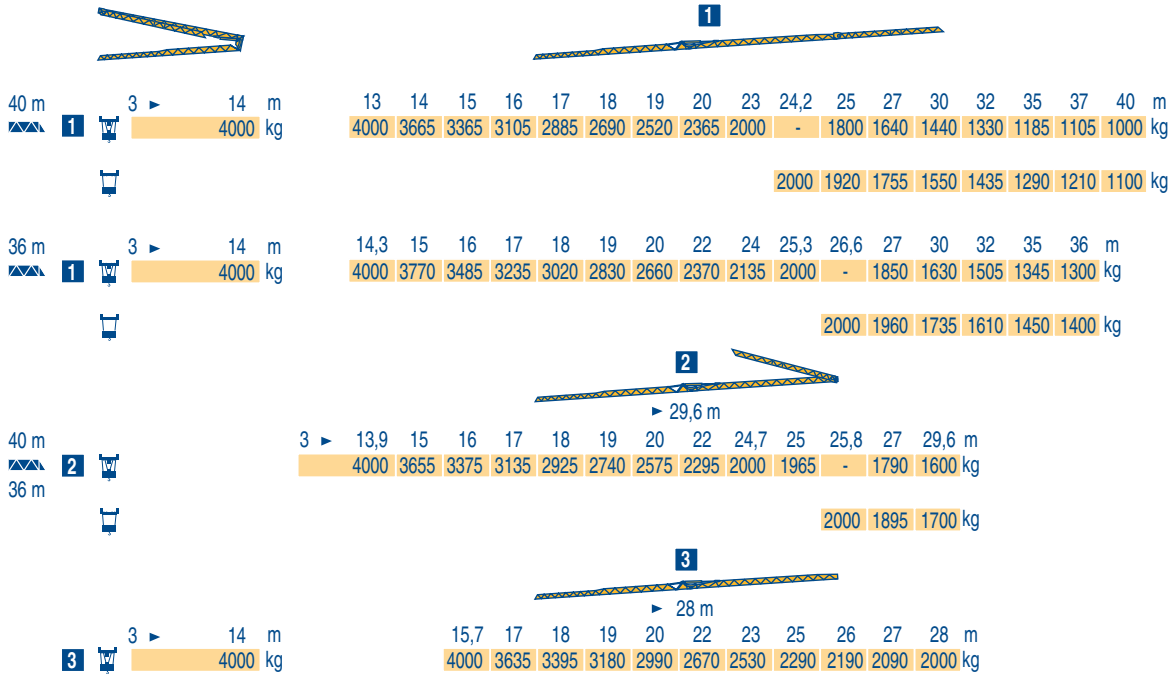 1
40 m 3 ► 14 m 13 14 15 16 17 18 19 20 23 24,2 25 27 30 32 35 37 40 m
1 4000 kg 4000 3665 3365 3105 2885 2690 2520 2365 2000 - 1800 1640 1440 1330 1185 1105 1000 kg
2000 1920 1755 1550 1435 1290 1210 1100 kg
36 m 3 ► 14 m 14,3 15 16 17 18 19 20 22 24 25,3 26,6 27 30 32 35 36 m
1 4000 kg 4000 3770 3485 3235 3020 2830 2660 2370 2135 2000 - 1850 1630 1505 1345 1300 kg
2000 1960 1735 1610 1450 1400 kg
2
► 29,6 m
40 m 3 ► 13,9 15 16 17 18 19 20 22 24,7 25 25,8 27 29,6 m
2 4000 3655 3375 3135 2925 2740 2575 2295 2000 1965 - 1790 1600 kg
36 m
2000 1895 1700 kg
3
► 28 m
3 ► 14 m 15,7 17 18 19 20 22 23 25 26 27 28 m
3 4000 kg 4000 3635 3395 3180 2990 2670 2530 2290 2190 2090 2000 kg